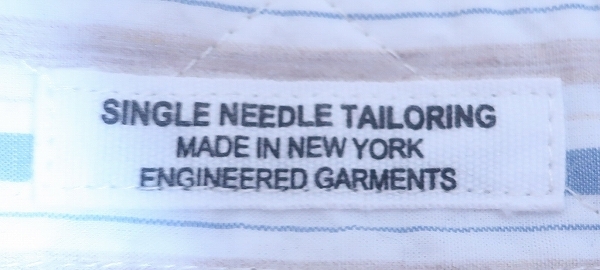 SINGLE NEEDLE TAILORING
MADE IN NEW YORK
ENGINEERED GARMENTS